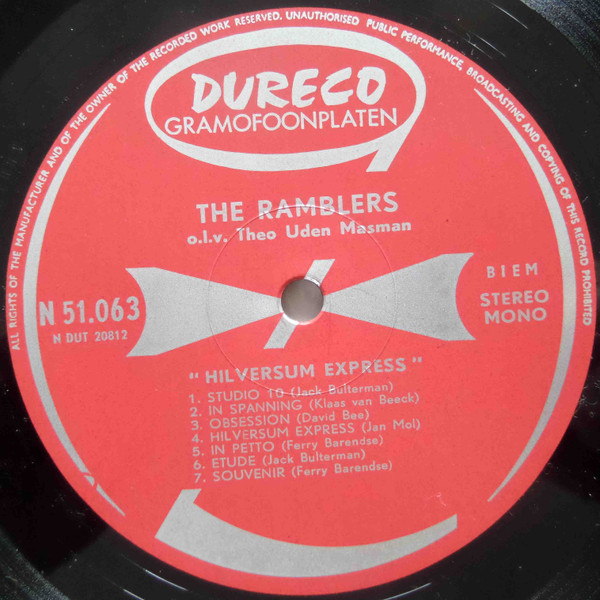 ALL RIGHTS OF THE MANUFACTURER AND OF THE OWNER OF THE RECORDED WORK RESERVED. UNAUTHORISED PUBLIC PERFORMANCE, BROADCASTING AND COPYING OF THIS RECORD PROHIBITED
DURECO
GRAMOFOONPLATEN
THE RAMBLERS
o.l.v. Theo Uden Masman
N 51.063
N DUT 20812
BIEM
STEREO
MONO
" HILVERSUM EXPRESS "
1. STUDIO 10 (Jack Bulterman)
2. IN SPANNING (Klaas van Beeck)
3. OBSESSION (David Bee)
4. HILVERSUM EXPRESS (Jan Mol)
5. IN PETTO (Ferry Barendse)
6. ETUDE (Jack Bulterman)
7. SOUVENIR (Ferry Barendse)